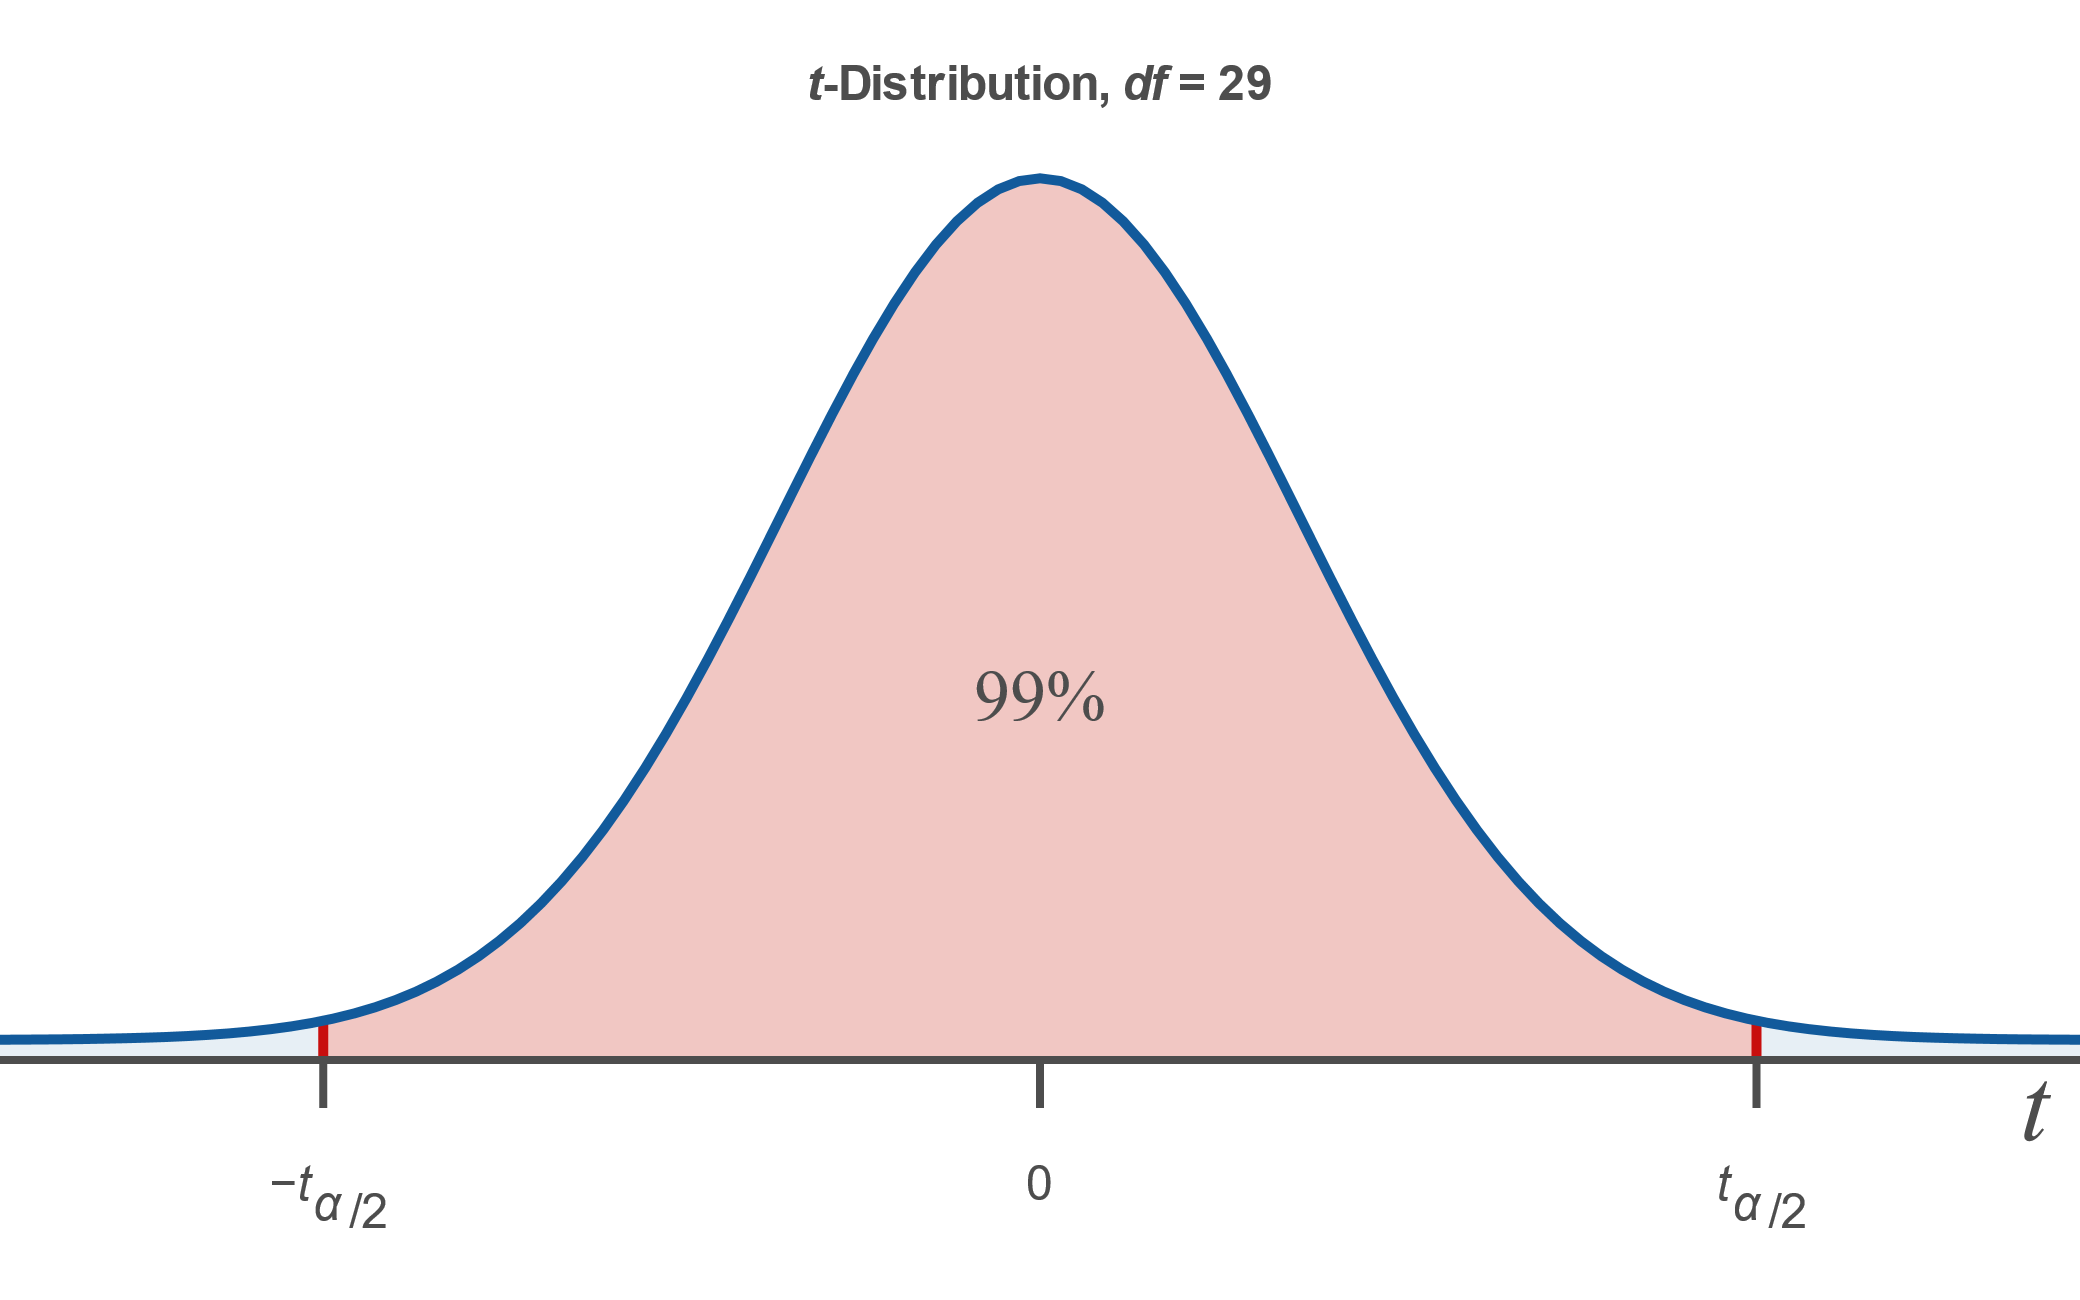 t-Distribution, df = 29
99%
t
−tα/2 0 tα/2